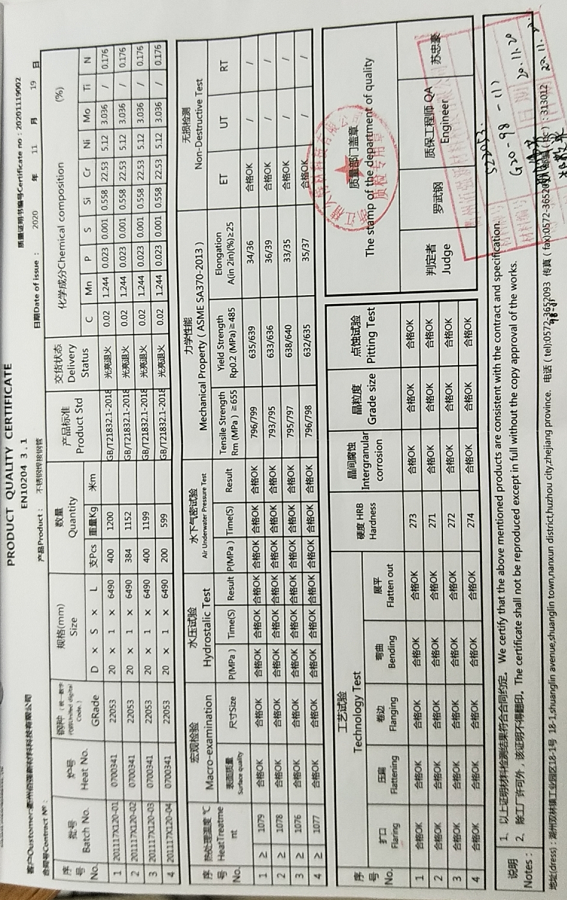 PRODUCT QUALITY CERTIFICATE
EN10204 3.1
质量证明书编号Certificate no : 20201119002
客户Customer:
产品Product: 不锈钢焊接钢管
日期Date of issue : 2020 年 11 月 19 日
合同号Contract №:
序号 No. 批号 Batch No. 炉号 Heat No. 钢种 GRade 规格(mm) Size D × S × L 数量 Quantity 支Pcs 重量Kg 米m 产品标准 Product Std 交货状态 Delivery Status 化学成分Chemical composition (%) C Mn P S Si Cr Ni Mo Ti N
1 201117X120-01 0700341 22053 20 × 1 × 6490 400 1200 GB/T21832.1-2018 光亮退火 0.02 1.244 0.023 0.001 0.558 22.53 5.12 3.036 / 0.176
2 201117X120-02 0700341 22053 20 × 1 × 6490 384 1152 GB/T21832.1-2018 光亮退火 0.02 1.244 0.023 0.001 0.558 22.53 5.12 3.036 / 0.176
3 201117X120-03 0700341 22053 20 × 1 × 6490 400 1199 GB/T21832.1-2018 光亮退火 0.02 1.244 0.023 0.001 0.558 22.53 5.12 3.036 / 0.176
4 201117X120-04 0700341 22053 20 × 1 × 6490 200 599 GB/T21832.1-2018 光亮退火 0.02 1.244 0.023 0.001 0.558 22.53 5.12 3.036 / 0.176
序号 No. 热处理温度 ℃ HeatTreatment 宏观检验 Macro-examination 表面质量 Surface quality 尺寸Size 水压试验 Hydrostalic Test P(MPa) Time(S) Result 水下气密试验 Air Underwater Pressure Test P(MPa) Time(S) Result 力学性能 Mechanical Property (ASME SA370-2013) Tensile Strength Rm (MPa)≥655 Yield Strength Rp0.2 (MPa)≥485 Elongation A(in 2in)(%)≥25 无损检测 Non-Destructive Test ET UT RT
1 ≥ 1079 合格OK 合格OK 合格OK 合格OK 合格OK 合格OK 合格OK 合格OK 796/799 635/639 34/36 合格OK / /
2 ≥ 1078 合格OK 合格OK 合格OK 合格OK 合格OK 合格OK 合格OK 合格OK 793/795 633/636 36/39 合格OK / /
3 ≥ 1076 合格OK 合格OK 合格OK 合格OK 合格OK 合格OK 合格OK 合格OK 795/797 638/640 33/35 合格OK / /
4 ≥ 1077 合格OK 合格OK 合格OK 合格OK 合格OK 合格OK 合格OK 合格OK 796/798 632/635 35/37 合格OK / /
序号 No. 工艺试验 Technology Test 扩口 Flaring 压扁 Flattening 卷边 Flanging 弯曲 Bending 展平 Flatten out 硬度 HRB Hardness 晶间腐蚀 Intergranular corrosion 晶粒度 Grade size 点蚀试验 Pitting Test
1 合格OK 合格OK 合格OK 合格OK 合格OK 273 合格OK 合格OK 合格OK
2 合格OK 合格OK 合格OK 合格OK 合格OK 271 合格OK 合格OK 合格OK
3 合格OK 合格OK 合格OK 合格OK 合格OK 272 合格OK 合格OK 合格OK
4 合格OK 合格OK 合格OK 合格OK 合格OK 274 合格OK 合格OK 合格OK
质量部门盖章
The stamp of the department of quality
质检专用章
判定者 Judge 罗武钢 质保工程师 QA Engineer 苏忠豪
说明 Notes:
1、以上证明材料检测结果符合合同约定。 We certify that the above mentioned products are consistent with the contract and specification.
2、除工厂许可外，该证明不得翻印。The certificate shall not be reproduced except in full without the copy approval of the works.
S22053
G20-98-(1)
20.11.20
地址(dress)：湖州双林镇工业园区18-1号 18-1,shuanglin avenue,shuanglin town,nanxun district,huzhou city,zhejiang province. 电话 (tel):0572-3652093 传真 (fax):0572-3652 : 313012